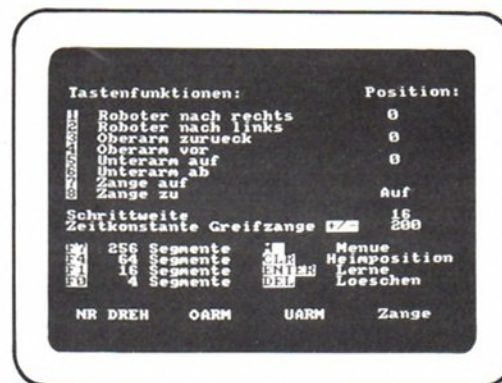 Tastenfunktionen: Position:
1 Roboter nach rechts 0
2 Roboter nach links
3 Oberarm zurueck 0
4 Oberarm vor
5 Unterarm auf 0
6 Unterarm ab
7 Zange auf
8 Zange zu Auf
Schrittweite 16
Zeitkonstante Greifzange +/- 200
256 Segmente Menue
F4 64 Segmente CLR Heimposition
F1 16 Segmente ENTER Lerne
F0 4 Segmente DEL Loeschen
NR DREH OARM UARM Zange